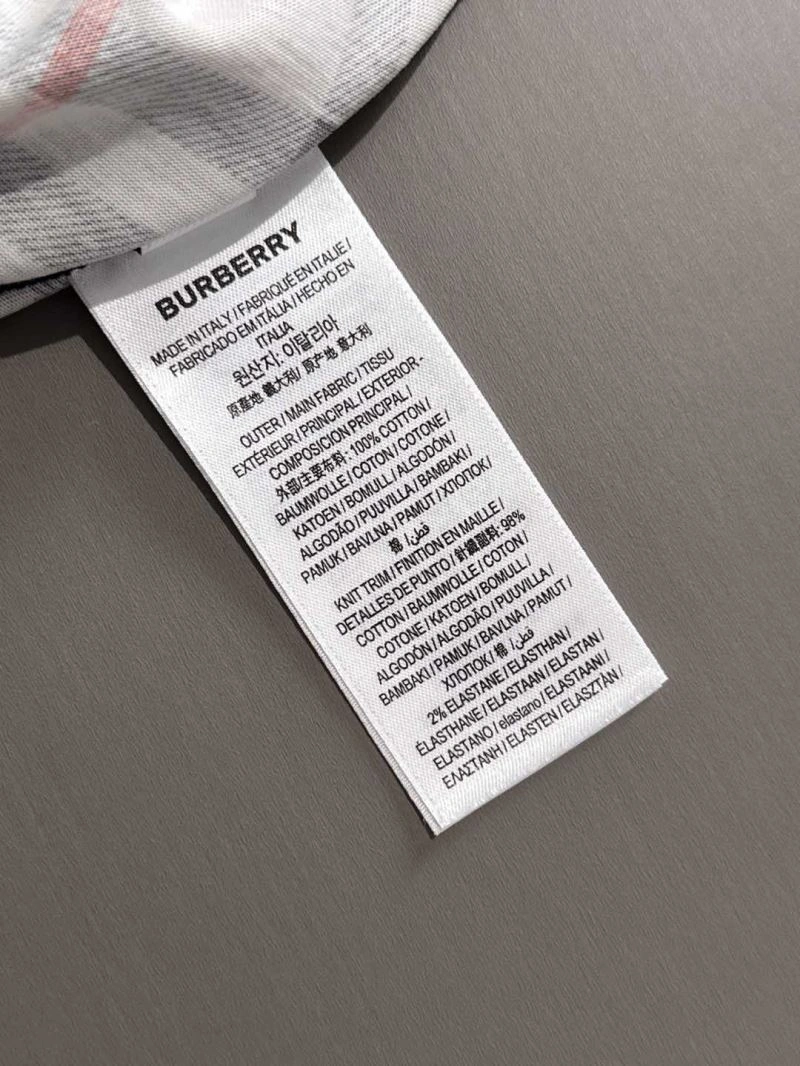 BURBERRY
MADE IN ITALY / FABRIQUÉ EN ITALIE /
FABRICADO EM ITÁLIA / HECHO EN
ITALIA
원산지: 이탈리아
原產地 義大利/ 原产地 意大利
OUTER / MAIN FABRIC / TISSU
EXTÉRIEUR / PRINCIPAL / EXTERIOR -
COMPOSICION PRINCIPAL /
外部/主要布料: 100% COTTON /
BAUMWOLLE / COTON / COTONE /
KATOEN / BOMULL / ALGODÓN /
ALGODÃO / PUUVILLA / BAMBAKI /
PAMUK / BAVLNA / PAMUT / ХЛОПОК /
棉 / قطن
KNIT TRIM / FINITION EN MAILLE /
DETALLES DE PUNTO / 針織副料: 98%
COTTON / BAUMWOLLE / COTON /
COTONE / KATOEN / BOMULL /
ALGODÓN / ALGODÃO / PUUVILLA /
BAMBAKI / PAMUK / BAVLNA / PAMUT /
ХЛОПОК / 棉 / قطن
2% ELASTANE / ELASTHAN /
ÉLASTHANE / ELASTAAN / ELASTAN /
ELASTANO / elastano / ELASTAANI /
ΕΛΑΣΤΑΝΗ / ELASTEN / ELASZTÁN /